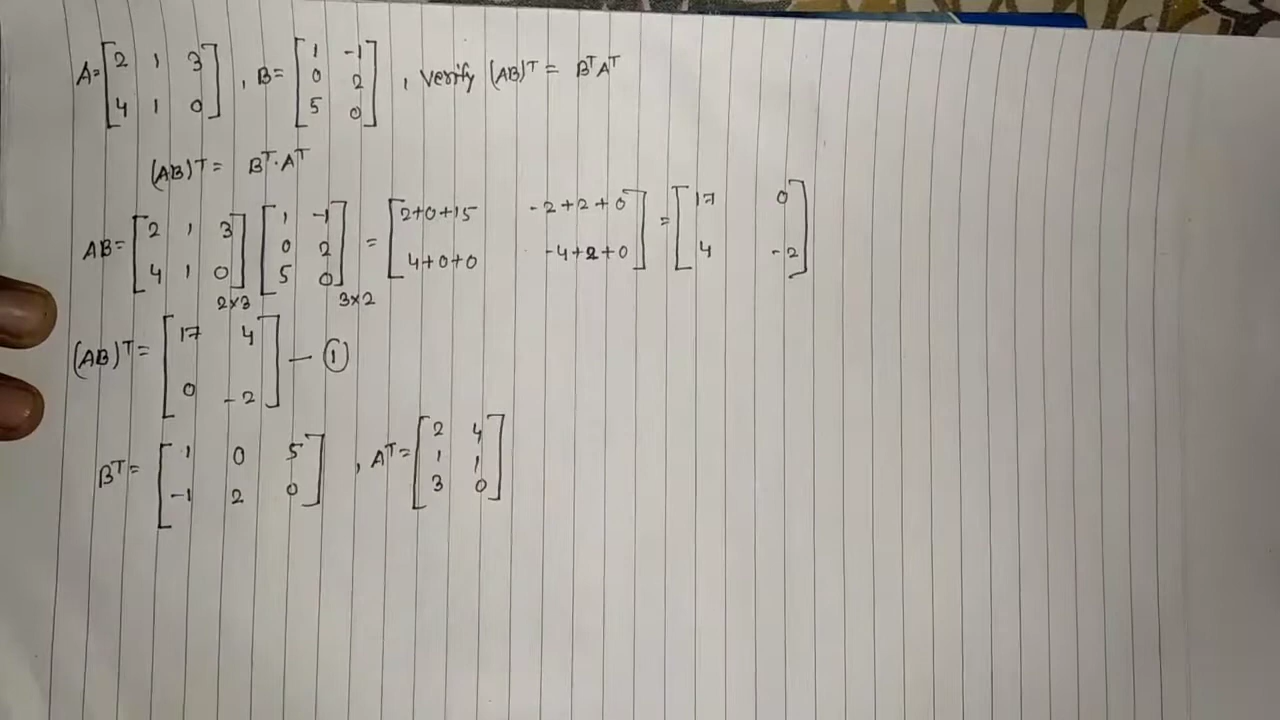 A = [2 1 3; 4 1 0], B = [1 -1; 0 2; 5 0], verify (AB)ᵀ = BᵀAᵀ
(AB)ᵀ = Bᵀ·Aᵀ
AB = [2 1 3; 4 1 0] 2×3 [1 -1; 0 2; 5 0] 3×2 = [2+0+15 -2+2+0; 4+0+0 -4+2+0] = [17 0; 4 -2]
(AB)ᵀ = [17 4; 0 -2] — ①
Bᵀ = [1 0 5; -1 2 0], Aᵀ = [2 4; 1 1; 3 0]